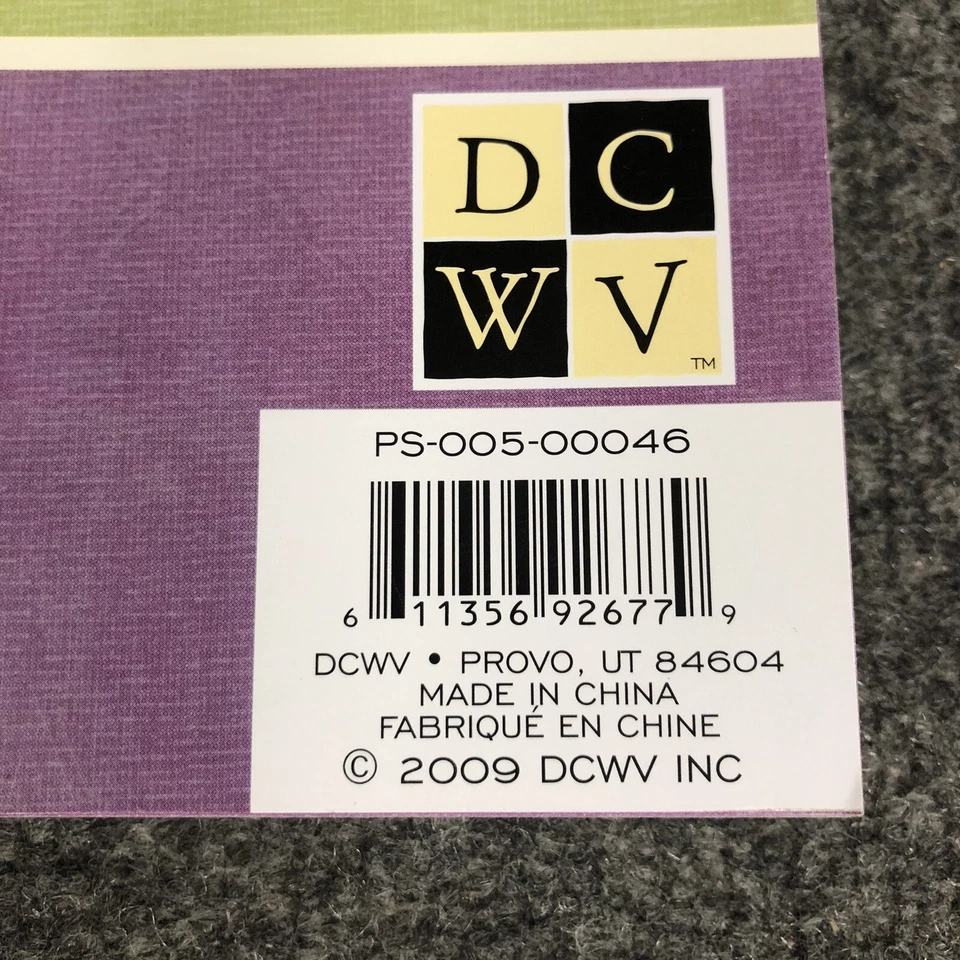 D C
W V
TM
PS-005-00046
6 11356 92677 9
DCWV • PROVO, UT 84604
MADE IN CHINA
FABRIQUÉ EN CHINE
© 2009 DCWV INC